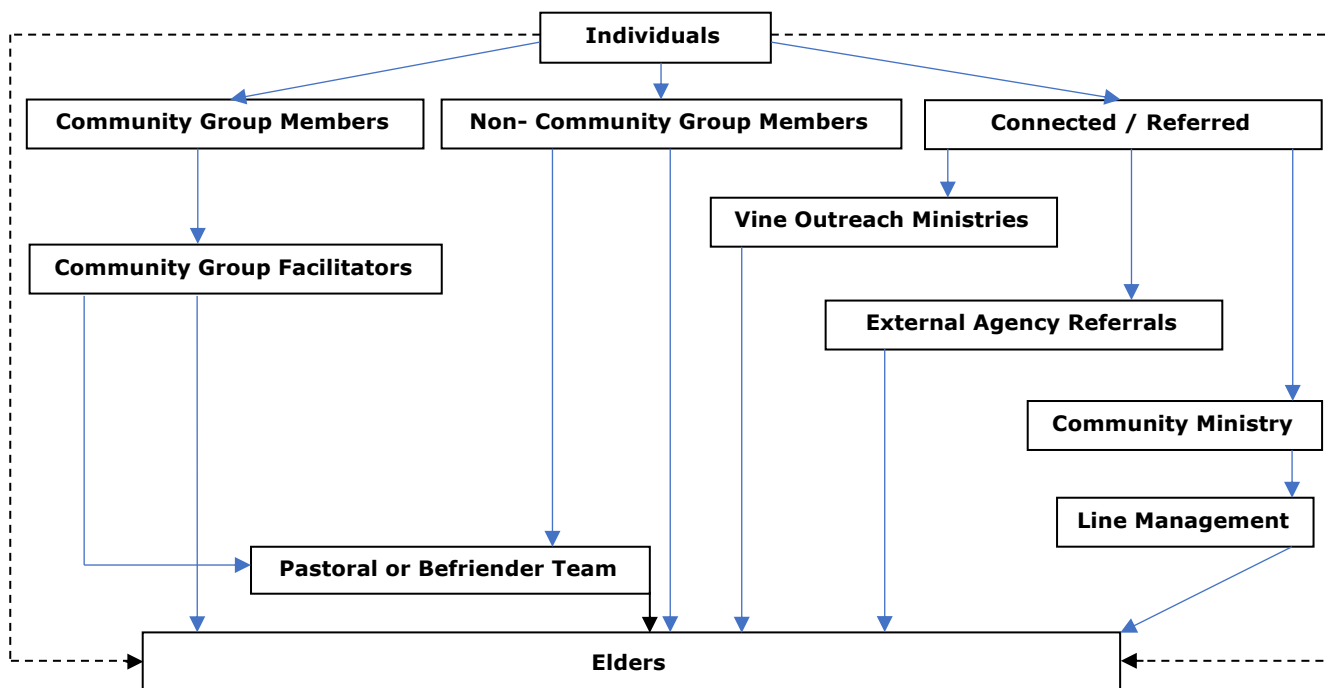 Individuals
Community Group Members
Non- Community Group Members
Connected / Referred
Vine Outreach Ministries
Community Group Facilitators
External Agency Referrals
Community Ministry
Line Management
Pastoral or Befriender Team
Elders